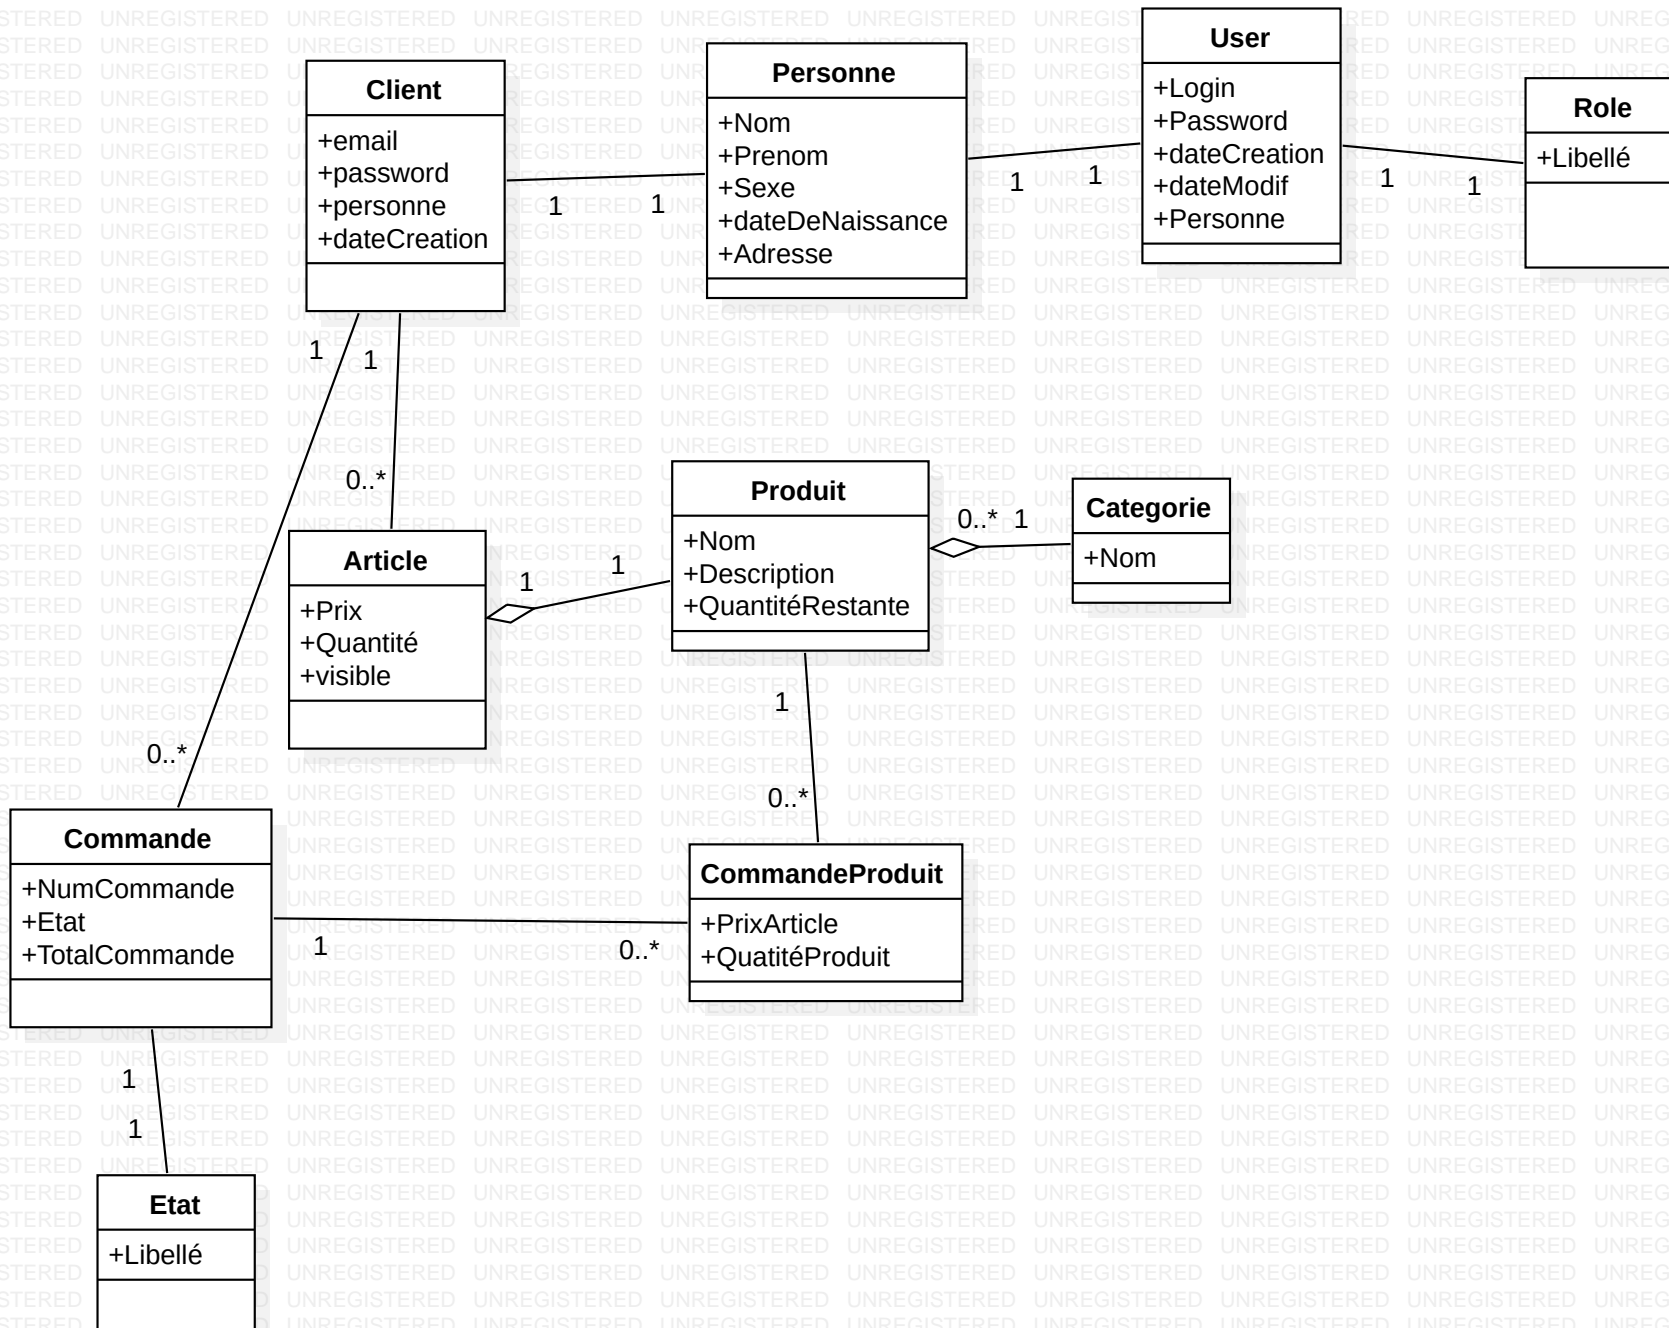 Client
+email
+password
+personne
+dateCreation
Personne
+Nom
+Prenom
+Sexe
+dateDeNaissance
+Adresse
User
+Login
+Password
+dateCreation
+dateModif
+Personne
Role
+Libellé
1
1
1
1
1
1
1
1
0..*
0..*
Article
+Prix
+Quantité
+visible
1
1
Produit
+Nom
+Description
+QuantitéRestante
0..*
1
Categorie
+Nom
1
0..*
Commande
+NumCommande
+Etat
+TotalCommande
1
0..*
CommandeProduit
+PrixArticle
+QuatitéProduit
1
1
Etat
+Libellé
UNREGISTERED